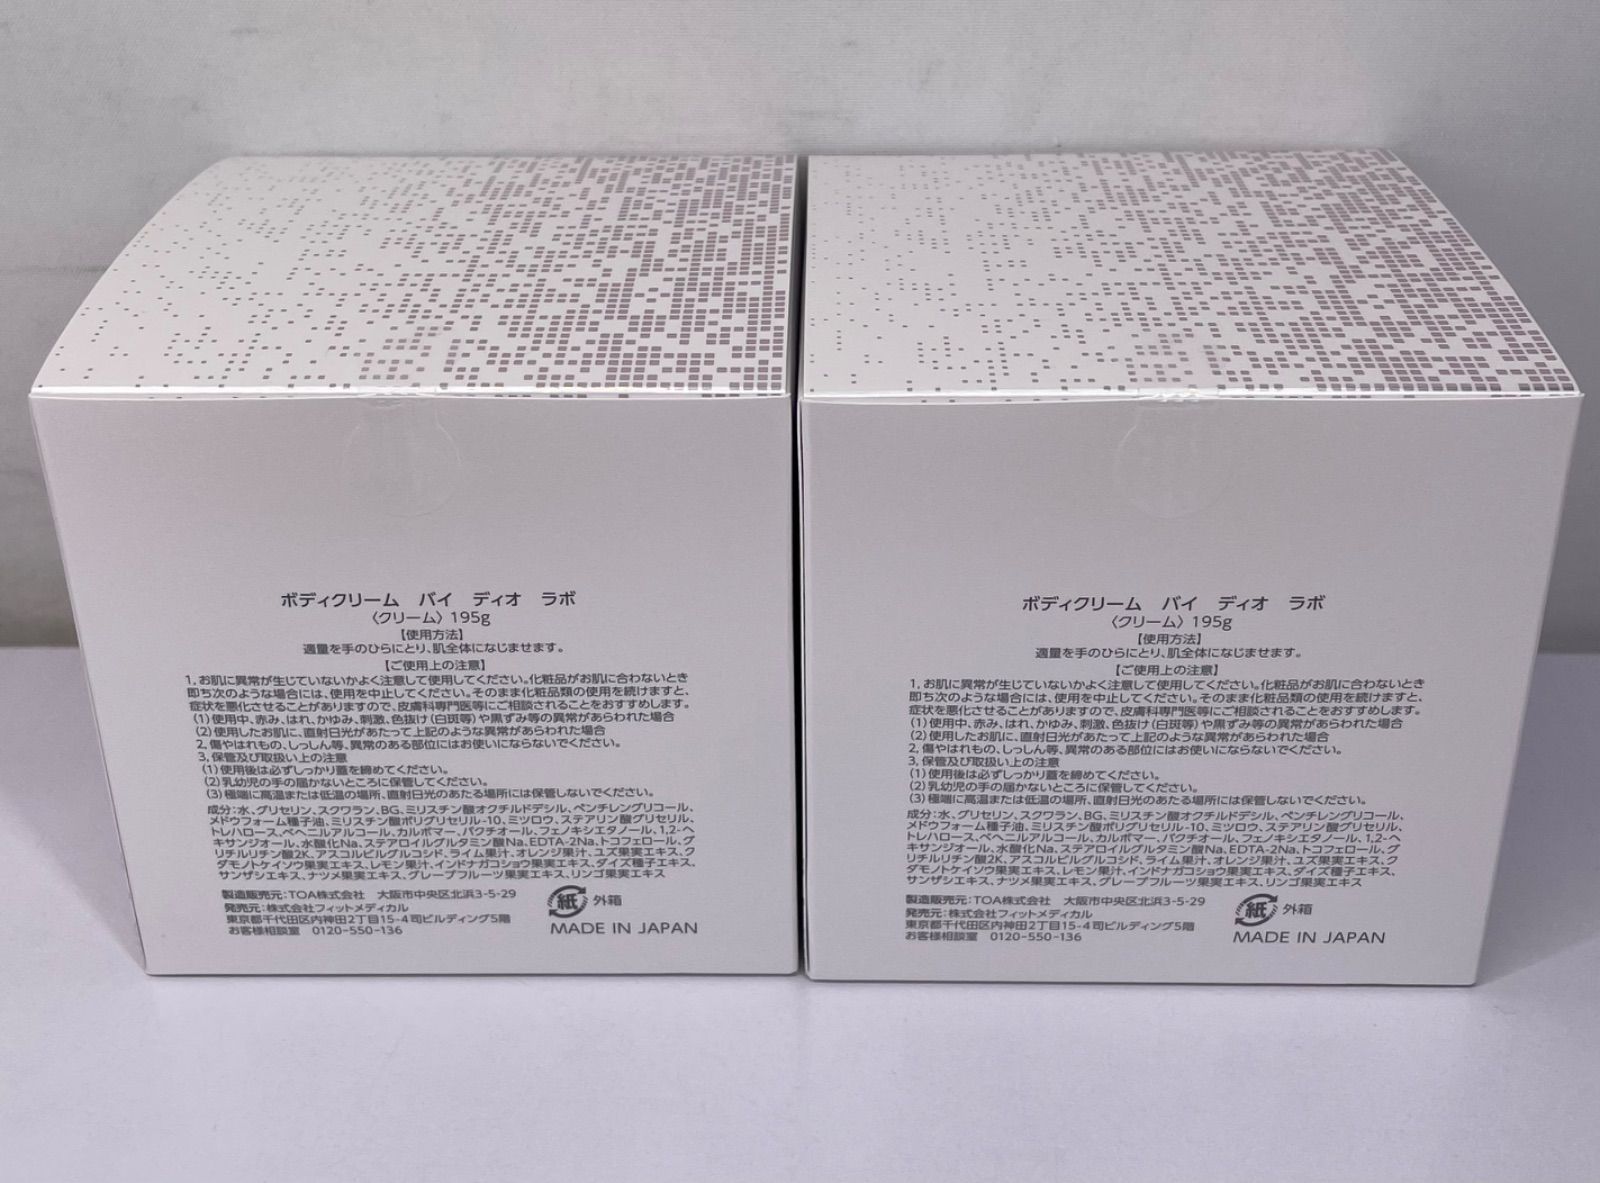 ボディクリーム　バイ　ディオ　ラボ
〈クリーム〉195g
【使用方法】
適量を手のひらにとり、肌全体になじませます。
【ご使用上の注意】
1, お肌に異常が生じていないかよく注意して使用してください。化粧品がお肌に合わないとき
即ち次のような場合には、使用を中止してください。そのまま化粧品類の使用を続けますと、
症状を悪化させることがありますので、皮膚科専門医等にご相談されることをおすすめします。
(1)使用中、赤み、はれ、かゆみ、刺激、色抜け(白斑等)や黒ずみ等の異常があらわれた場合
(2)使用したお肌に、直射日光があたって上記のような異常があらわれた場合
2, 傷やはれもの、しっしん等、異常のある部位にはお使いにならないでください。
3, 保管及び取扱い上の注意
(1)使用後は必ずしっかり蓋を締めてください。
(2)乳幼児の手の届かないところに保管してください。
(3)極端に高温または低温の場所、直射日光のあたる場所には保管しないでください。
成分：水、グリセリン、スクワラン、BG、ミリスチン酸オクチルドデシル、ペンチレングリコール、
メドウフォーム種子油、ミリスチン酸ポリグリセリル-10、ミツロウ、ステアリン酸グリセリル、
トレハロース、ベヘニルアルコール、カルボマー、バクチオール、フェノキシエタノール、1,2-ヘ
キサンジオール、水酸化Na、ステアロイルグルタミン酸Na、EDTA-2Na、トコフェロール、グ
リチルリチン酸2K、アスコルビルグルコシド、ライム果汁、オレンジ果汁、ユズ果実エキス、ク
ダモノトケイソウ果実エキス、レモン果汁、インドナガコショウ果実エキス、ダイズ種子エキス、
サンザシエキス、ナツメ果実エキス、グレープフルーツ果実エキス、リンゴ果実エキス
製造販売元：TOA株式会社　大阪市中央区北浜3-5-29
発売元：株式会社フィットメディカル
東京都千代田区内神田2丁目15-4 司ビルディング5階
お客様相談室　0120-550-136
紙 外箱
MADE IN JAPAN
ボディクリーム　バイ　ディオ　ラボ
〈クリーム〉195g
【使用方法】
適量を手のひらにとり、肌全体になじませます。
【ご使用上の注意】
1, お肌に異常が生じていないかよく注意して使用してください。化粧品がお肌に合わないとき
即ち次のような場合には、使用を中止してください。そのまま化粧品類の使用を続けますと、
症状を悪化させることがありますので、皮膚科専門医等にご相談されることをおすすめします。
(1)使用中、赤み、はれ、かゆみ、刺激、色抜け(白斑等)や黒ずみ等の異常があらわれた場合
(2)使用したお肌に、直射日光があたって上記のような異常があらわれた場合
2, 傷やはれもの、しっしん等、異常のある部位にはお使いにならないでください。
3, 保管及び取扱い上の注意
(1)使用後は必ずしっかり蓋を締めてください。
(2)乳幼児の手の届かないところに保管してください。
(3)極端に高温または低温の場所、直射日光のあたる場所には保管しないでください。
成分：水、グリセリン、スクワラン、BG、ミリスチン酸オクチルドデシル、ペンチレングリコール、
メドウフォーム種子油、ミリスチン酸ポリグリセリル-10、ミツロウ、ステアリン酸グリセリル、
トレハロース、ベヘニルアルコール、カルボマー、バクチオール、フェノキシエタノール、1,2-ヘ
キサンジオール、水酸化Na、ステアロイルグルタミン酸Na、EDTA-2Na、トコフェロール、グ
リチルリチン酸2K、アスコルビルグルコシド、ライム果汁、オレンジ果汁、ユズ果実エキス、ク
ダモノトケイソウ果実エキス、レモン果汁、インドナガコショウ果実エキス、ダイズ種子エキス、
サンザシエキス、ナツメ果実エキス、グレープフルーツ果実エキス、リンゴ果実エキス
製造販売元：TOA株式会社　大阪市中央区北浜3-5-29
発売元：株式会社フィットメディカル
東京都千代田区内神田2丁目15-4 司ビルディング5階
お客様相談室　0120-550-136
紙 外箱
MADE IN JAPAN